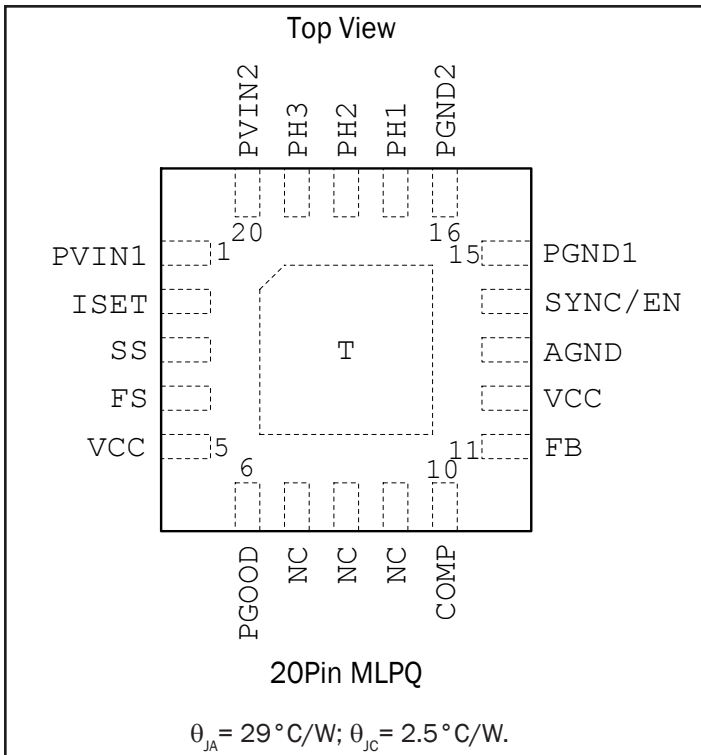 Top View
PVIN2 PH3 PH2 PH1 PGND2
20 16
PVIN1 1 15 PGND1
ISET SYNC/EN
SS T AGND
FS VCC
VCC 5 11 FB
6 10
PGOOD NC NC NC COMP
20Pin MLPQ
θJA= 29°C/W; θJC= 2.5°C/W.